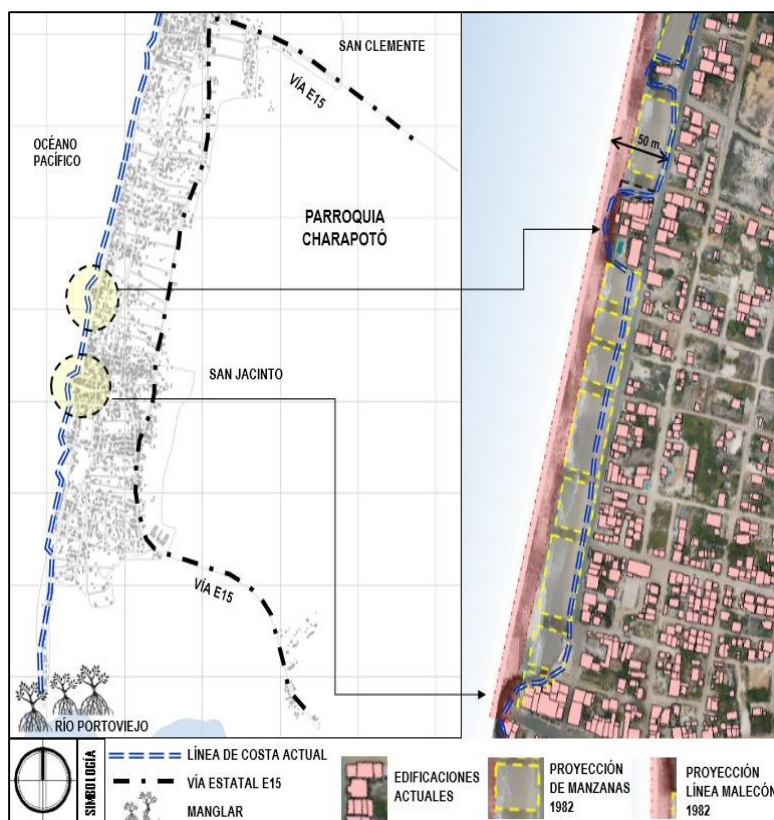 SAN CLEMENTE
VÍA E15
OCÉANO
PACÍFICO
PARROQUIA
CHARAPOTÓ
SAN JACINTO
VÍA E15
RÍO PORTOVIEJO
50 m.
SIMBOLOGÍA
LÍNEA DE COSTA ACTUAL
VÍA ESTATAL E15
MANGLAR
EDIFICACIONES
ACTUALES
PROYECCIÓN
DE MANZANAS
1982
PROYECCIÓN
LÍNEA MALECÓN
1982